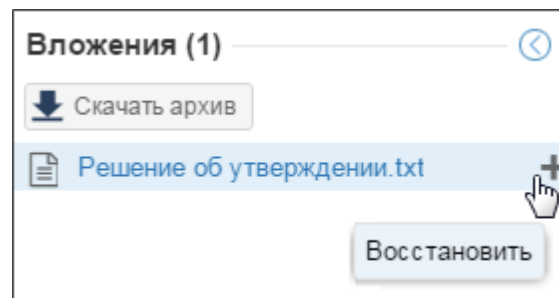 Вложения (1)
Скачать архив
Решение об утверждении.txt
Восстановить